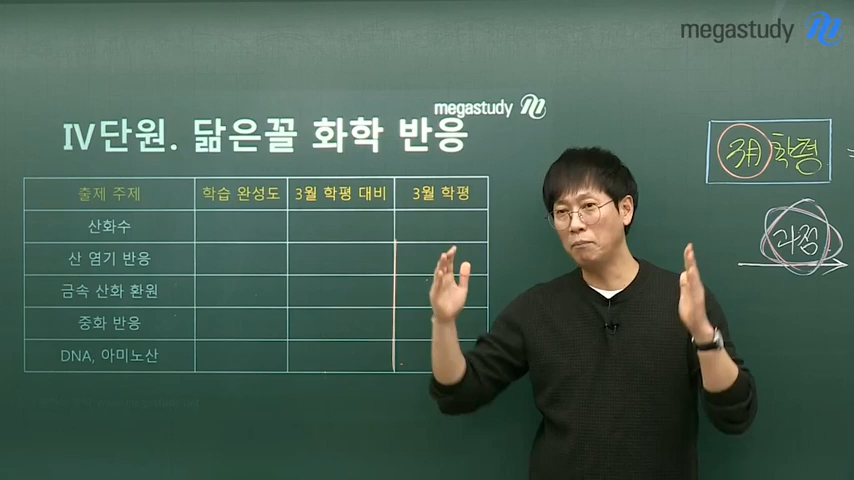 megastudy
megastudy
IV단원. 닮은꼴 화학 반응
3월 학평
출제 주제 학습 완성도 3월 학평 대비 3월 학평
산화수
과정
산 염기 반응
금속 산화 환원
중화 반응
DNA, 아미노산